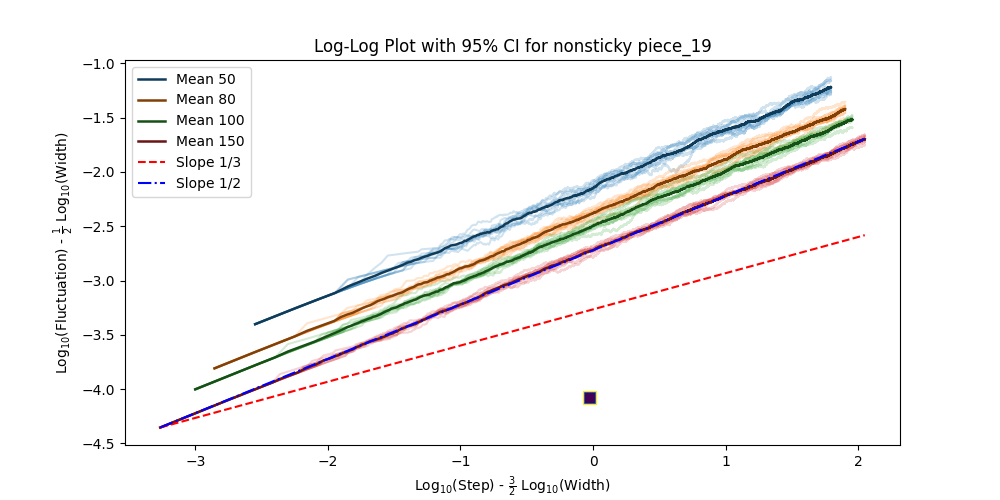 Log-Log Plot with 95% CI for nonsticky piece_19
Log₁₀(Fluctuation) - ½ Log₁₀(Width)
−1.0
−1.5
−2.0
−2.5
−3.0
−3.5
−4.0
−4.5
Mean 50
Mean 80
Mean 100
Mean 150
Slope 1/3
Slope 1/2
−3 −2 −1 0 1 2
Log₁₀(Step) - 3/2 Log₁₀(Width)